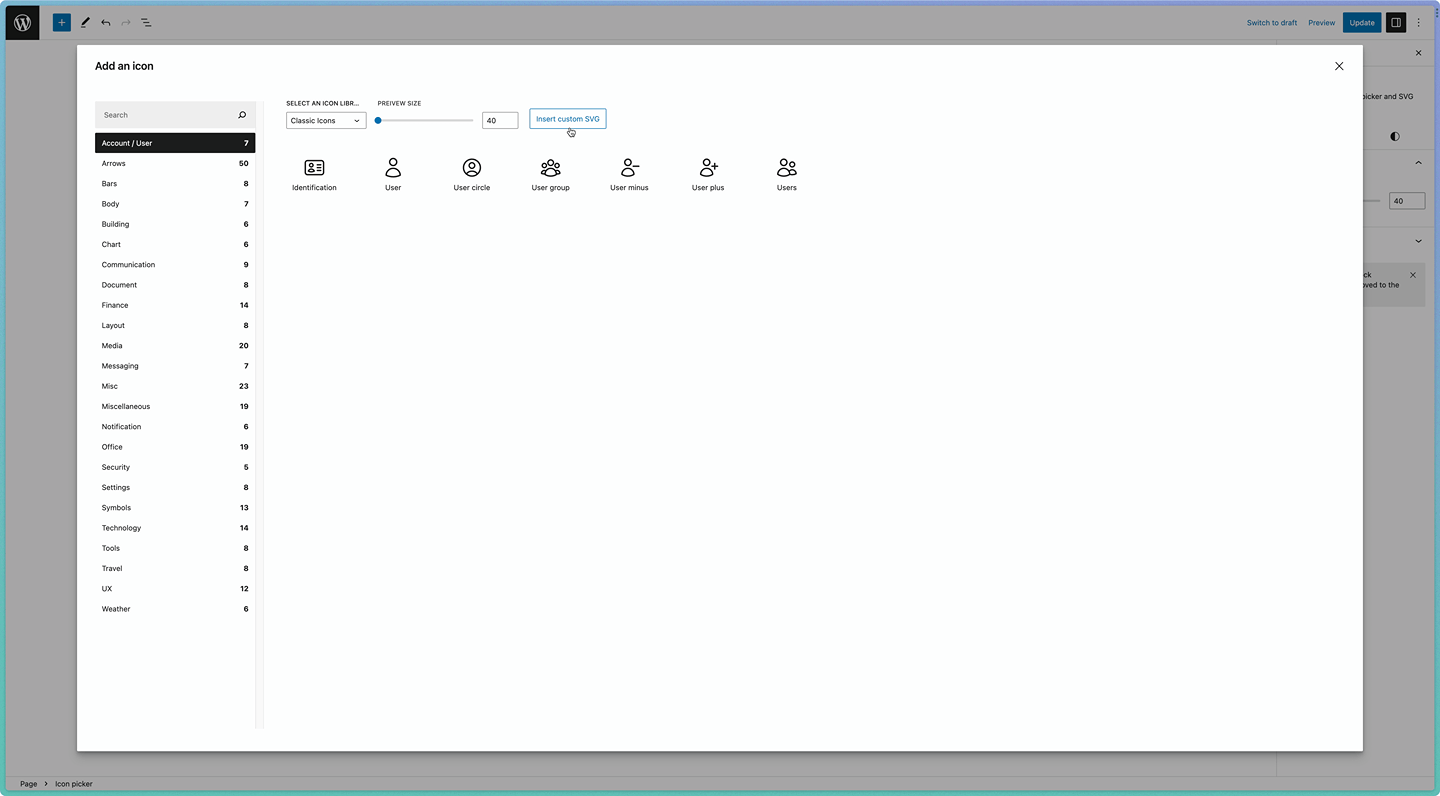 Switch to draft Preview Update
Add an icon
picker and SVG
Search
SELECT AN ICON LIBR... PREIVEW SIZE
Classic Icons 40 Insert custom SVG
Account / User 7
Arrows 50
Bars 8
Body 7
Building 6
Chart 6
Communication 9
Document 8
Finance 14
Layout 8
Media 20
Messaging 7
Misc 23
Miscellaneous 19
Notification 6
Office 19
Security 5
Settings 8
Symbols 13
Technology 14
Tools 8
Travel 8
UX 12
Weather 6
Identification User User circle User group User minus User plus Users
40
ck
oved to the
Page Icon picker